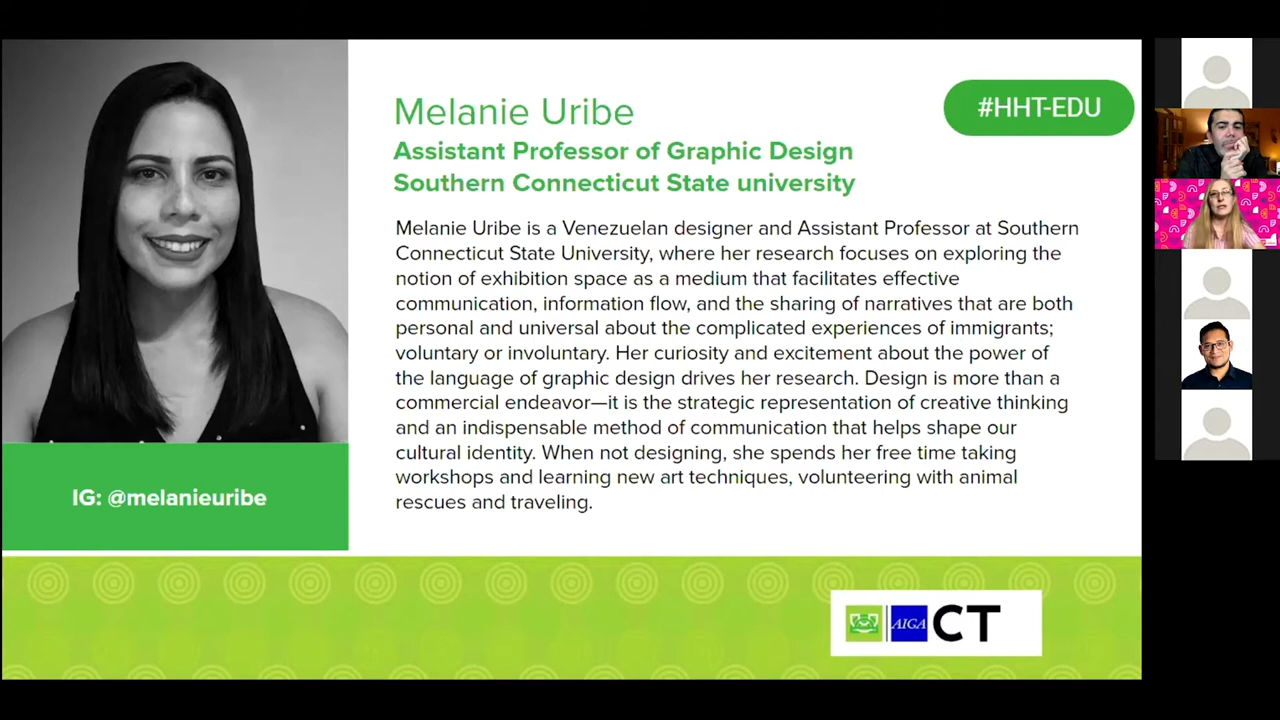 Melanie Uribe
#HHT-EDU
Assistant Professor of Graphic Design
Southern Connecticut State university
Melanie Uribe is a Venezuelan designer and Assistant Professor at Southern
Connecticut State University, where her research focuses on exploring the
notion of exhibition space as a medium that facilitates effective
communication, information flow, and the sharing of narratives that are both
personal and universal about the complicated experiences of immigrants;
voluntary or involuntary. Her curiosity and excitement about the power of
the language of graphic design drives her research. Design is more than a
commercial endeavor—it is the strategic representation of creative thinking
and an indispensable method of communication that helps shape our
cultural identity. When not designing, she spends her free time taking
workshops and learning new art techniques, volunteering with animal
rescues and traveling.
IG: @melanieuribe
AIGA CT